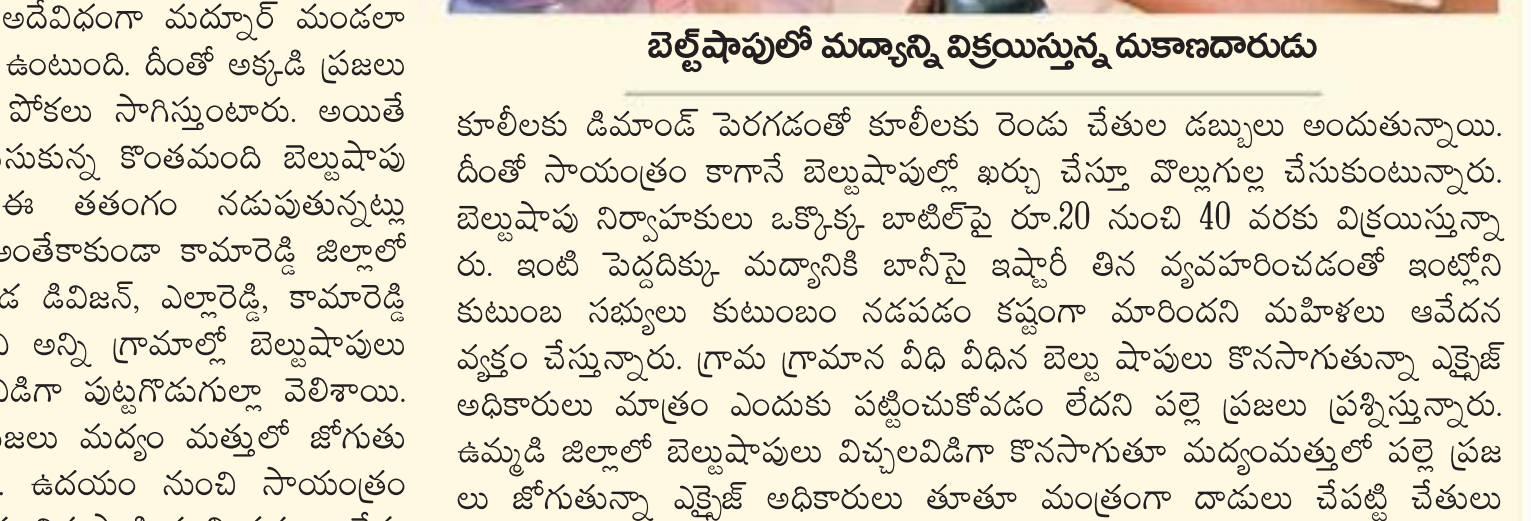 అదేవిధంగా మద్నూర్ మండలా
ఉంటుంది. దీంతో అక్కడి ప్రజలు
పోకలు సాగిస్తుంటారు. అయితే
కొంతమంది బెల్టుషాపు
ఈ తతంగం నడుపుతున్నట్లు
అంతేకాకుండా కామారెడ్డి జిల్లాలో
డివిజన్, ఎల్లారెడ్డి, కామారెడ్డి
అన్ని గ్రామాల్లో బెల్టుషాపులు
పుట్టగొడుగుల్లా వెలిశాయి.
మద్యం మత్తులో జోగుతు
ఉదయం నుంచి సాయంత్రం
బెల్ట్‌షాపులో మద్యాన్ని విక్రయిస్తున్న దుకాణదారుడు
కూలీలకు డిమాండ్ పెరగడంతో కూలీలకు రెండు చేతుల డబ్బులు అందుతున్నాయి.
దీంతో సాయంత్రం కాగానే బెల్టుషాపుల్లో ఖర్చు చేస్తూ వొల్లుగుల్ల చేసుకుంటున్నారు.
బెల్టుషాపు నిర్వాహకులు ఒక్కొక్క బాటిల్‌పై రూ.20 నుంచి 40 వరకు విక్రయిస్తున్నా
రు. ఇంటి పెద్దదిక్కు మద్యానికి బానిసై ఇష్టారీ తిన వ్యవహరించడంతో ఇంట్లోని
కుటుంబ సభ్యులు కుటుంబం నడపడం కష్టంగా మారిందని మహిళలు ఆవేదన
వ్యక్తం చేస్తున్నారు. గ్రామ గ్రామాన వీధి వీధిన బెల్టు షాపులు కొనసాగుతున్నా ఎక్సైజ్
అధికారులు మాత్రం ఎందుకు పట్టించుకోవడం లేదని పల్లె ప్రజలు ప్రశ్నిస్తున్నారు.
ఉమ్మడి జిల్లాలో బెల్టుషాపులు విచ్చలవిడిగా కొనసాగుతూ మద్యంమత్తులో పల్లె ప్రజ
లు జోగుతున్నా ఎక్సైజ్ అధికారులు తూతూ మంత్రంగా దాడులు చేపట్టి చేతులు